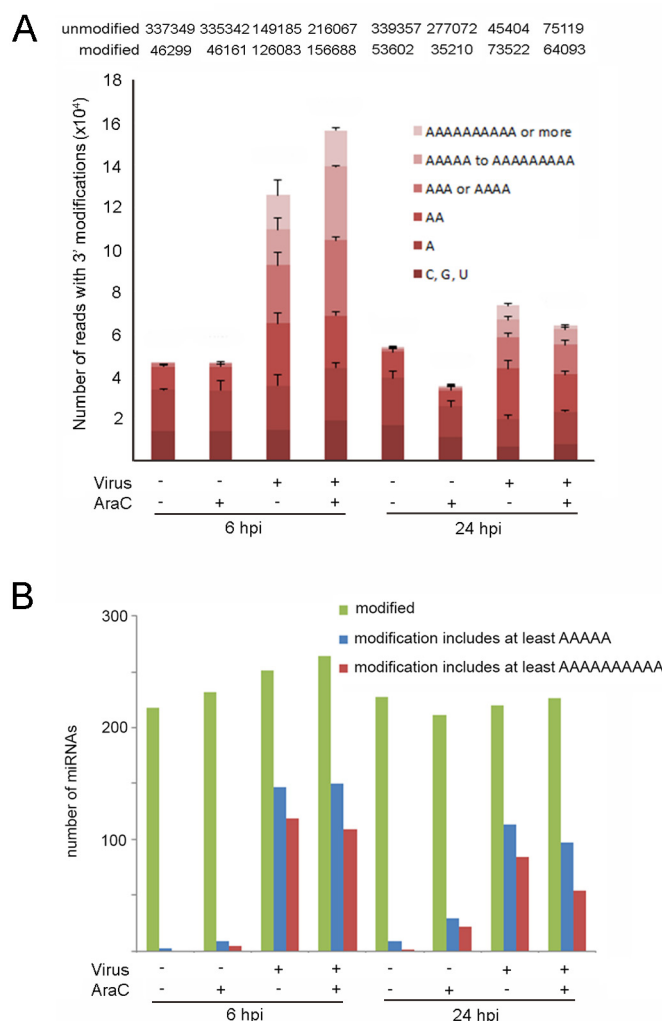 A
unmodified 337349 335342 149185 216067 339357 277072 45404 75119
modified 46299 46161 126083 156688 53602 35210 73522 64093
Number of reads with 3' modifications (x10⁴)
18
16
14
12
10
8
6
4
2
AAAAAAAAAA or more
AAAAA to AAAAAAAAA
AAA or AAAA
AA
A
C, G, U
Virus - - + + - - + +
AraC - + - + - + - +
6 hpi 24 hpi
B
number of miRNAs
300
200
100
modified
modification includes at least AAAAA
modification includes at least AAAAAAAAAA
Virus - - + + - - + +
AraC - + - + - + - +
6 hpi 24 hpi